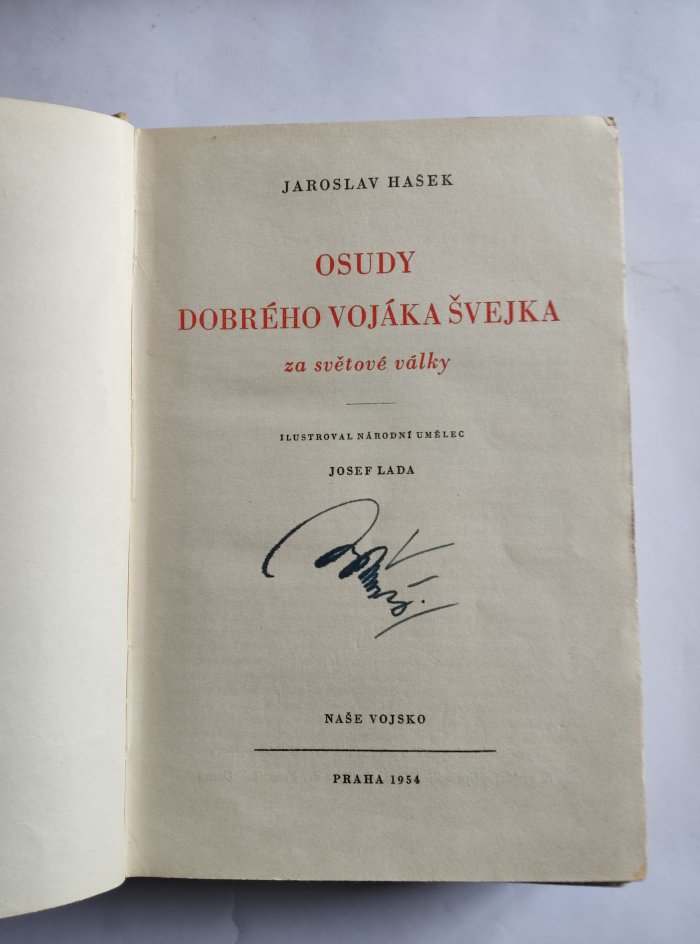 JAROSLAV HAŠEK
OSUDY
DOBRÉHO VOJÁKA ŠVEJKA
za světové války
ILUSTROVAL NÁRODNÍ UMĚLEC
JOSEF LADA
NAŠE VOJSKO
PRAHA 1954